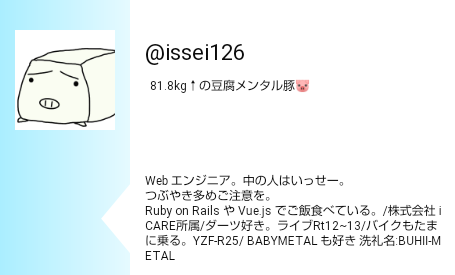 @issei126
81.8kg↑の豆腐メンタル豚🐷
Web エンジニア。中の人はいっせー。
つぶやき多めご注意を。
Ruby on Rails や Vue.js でご飯食べている。/株式会社 i
CARE所属/ダーツ好き。ライブRt12~13/バイクもたま
に乗る。YZF-R25/ BABYMETAL も好き 洗礼名:BUHII-M
ETAL